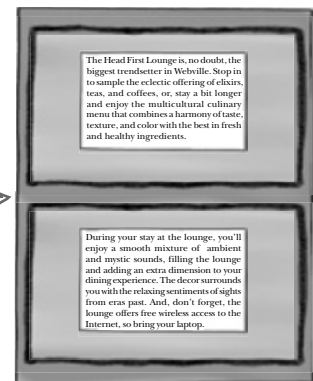 The Head First Lounge is, no doubt, the
biggest trendsetter in Webville. Stop in
to sample the eclectic offering of elixirs,
teas, and coffees, or, stay a bit longer
and enjoy the multicultural culinary
menu that combines a harmony of taste,
texture, and color with the best in fresh
and healthy ingredients.
During your stay at the lounge, you'll
enjoy a smooth mixture of ambient
and mystic sounds, filling the lounge
and adding an extra dimension to your
dining experience. The decor surrounds
you with the relaxing sentiments of sights
from eras past. And, don't forget, the
lounge offers free wireless access to the
Internet, so bring your laptop.